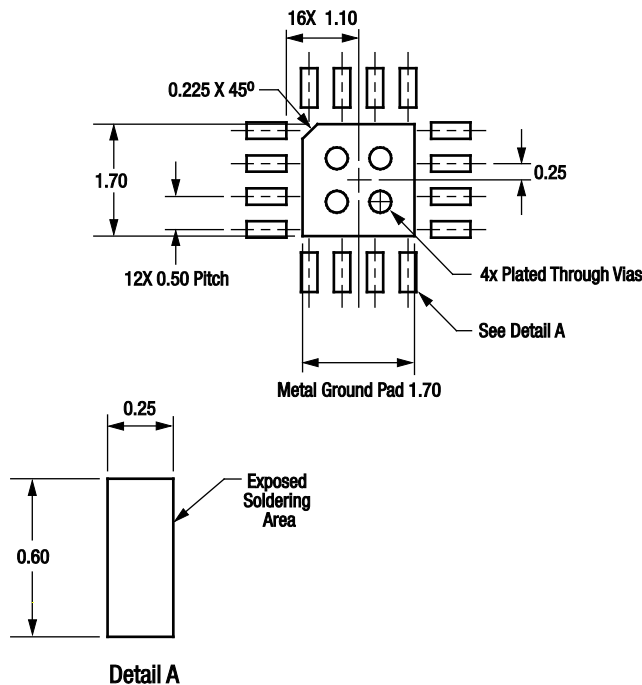 16X 1.10
0.225 X 45º
1.70
0.25
12X 0.50 Pitch
4x Plated Through Vias
See Detail A
Metal Ground Pad 1.70
0.25
Exposed
Soldering
Area
0.60
Detail A